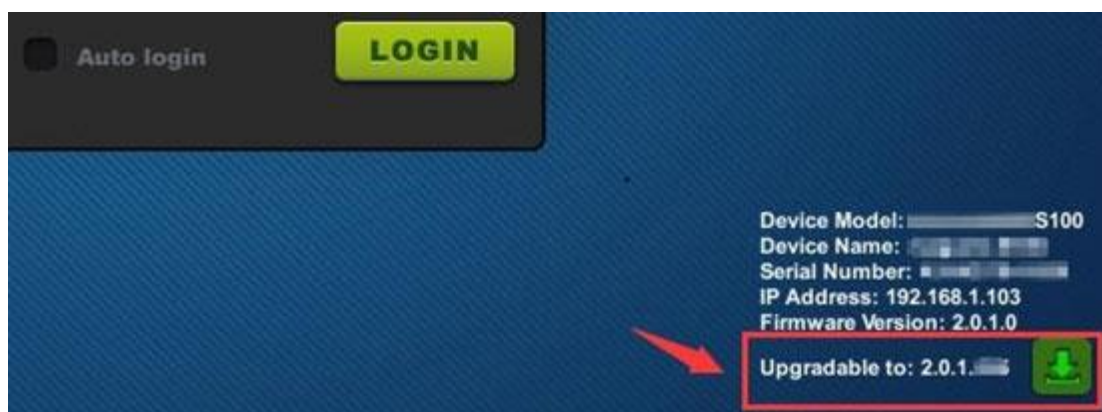 Auto login
LOGIN
Device Model: S100
Device Name:
Serial Number:
IP Address: 192.168.1.103
Firmware Version: 2.0.1.0
Upgradable to: 2.0.1.